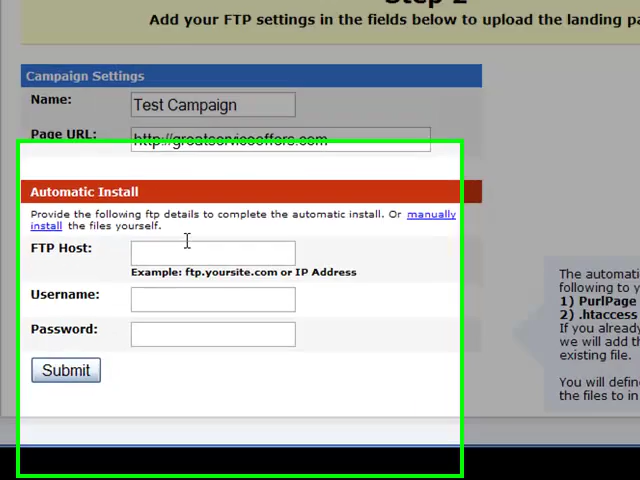 Step 2
Add your FTP settings in the fields below to upload the landing pa
Campaign Settings
Name:
Test Campaign
Page URL:
http://greatserviceoffers.com
Automatic Install
Provide the following ftp details to complete the automatic install. Or manually
install the files yourself.
FTP Host:
Example: ftp.yoursite.com or IP Address
Username:
Password:
Submit
The automati
following to y
1) PurlPage
2) .htaccess
If you already
we will add th
existing file.
You will define
the files to in